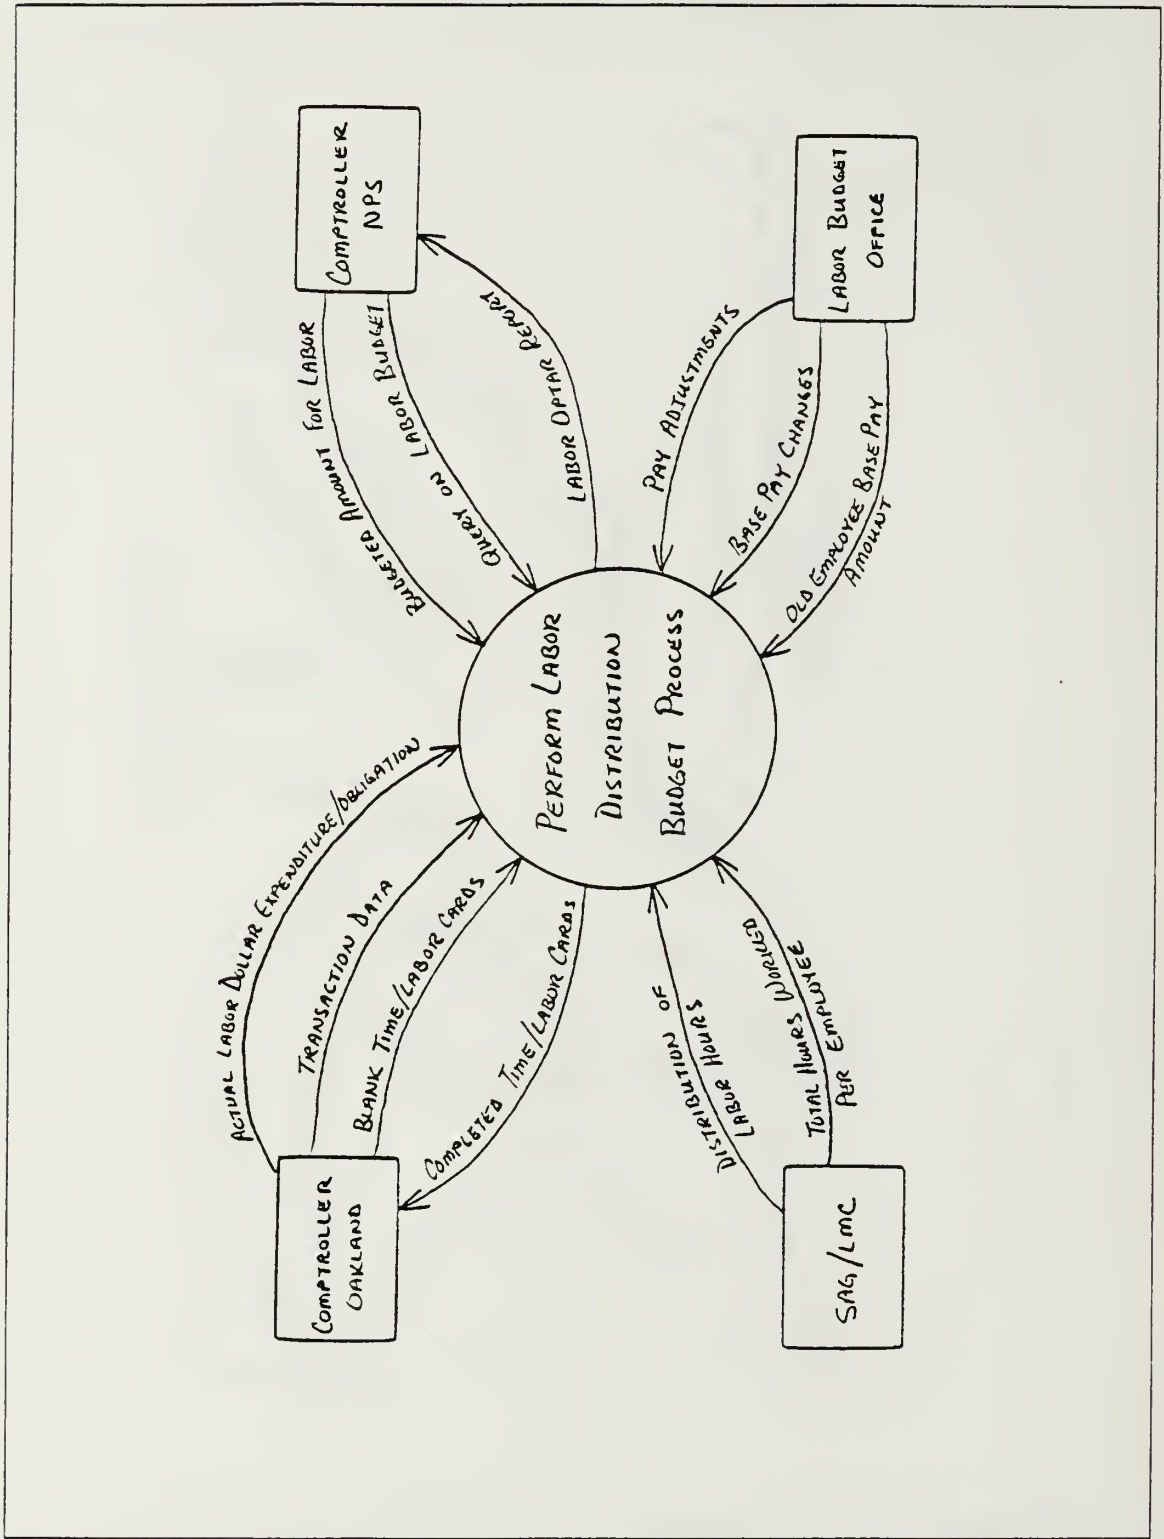 COMPTROLLER
OAKLAND
ACTUAL LABOR DOLLAR EXPENDITURE/OBLIGATION
TRANSACTION DATA
BLANK TIME/LABOR CARDS
COMPLETED TIME/LABOR CARDS
COMPTROLLER
NPS
BUDGETED AMOUNT FOR LABOR
QUERY ON LABOR BUDGET
LABOR OPTAR REPORT
PERFORM LABOR
DISTRIBUTION
BUDGET PROCESS
SAG/LMC
DISTRIBUTION OF
LABOR HOURS
TOTAL HOURS WORKED
PER EMPLOYEE
LABOR BUDGET
OFFICE
PAY ADJUSTMENTS
BASE PAY CHANGES
OLD EMPLOYEE BASE PAY
AMOUNT